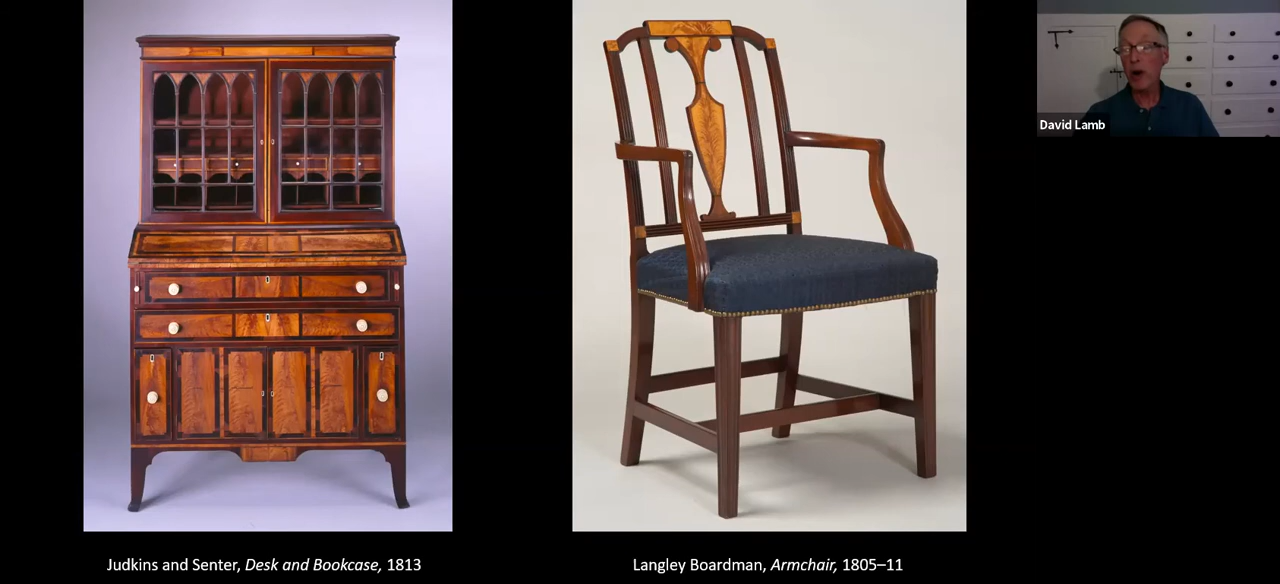 David Lamb
Judkins and Senter, Desk and Bookcase, 1813
Langley Boardman, Armchair, 1805–11